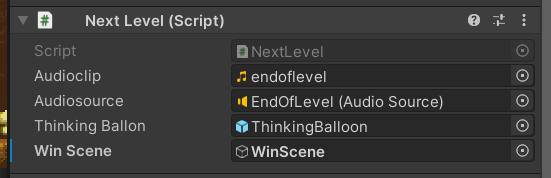 Next Level (Script)
Script NextLevel
Audioclip endoflevel
Audiosource EndOfLevel (Audio Source)
Thinking Ballon ThinkingBalloon
Win Scene WinScene